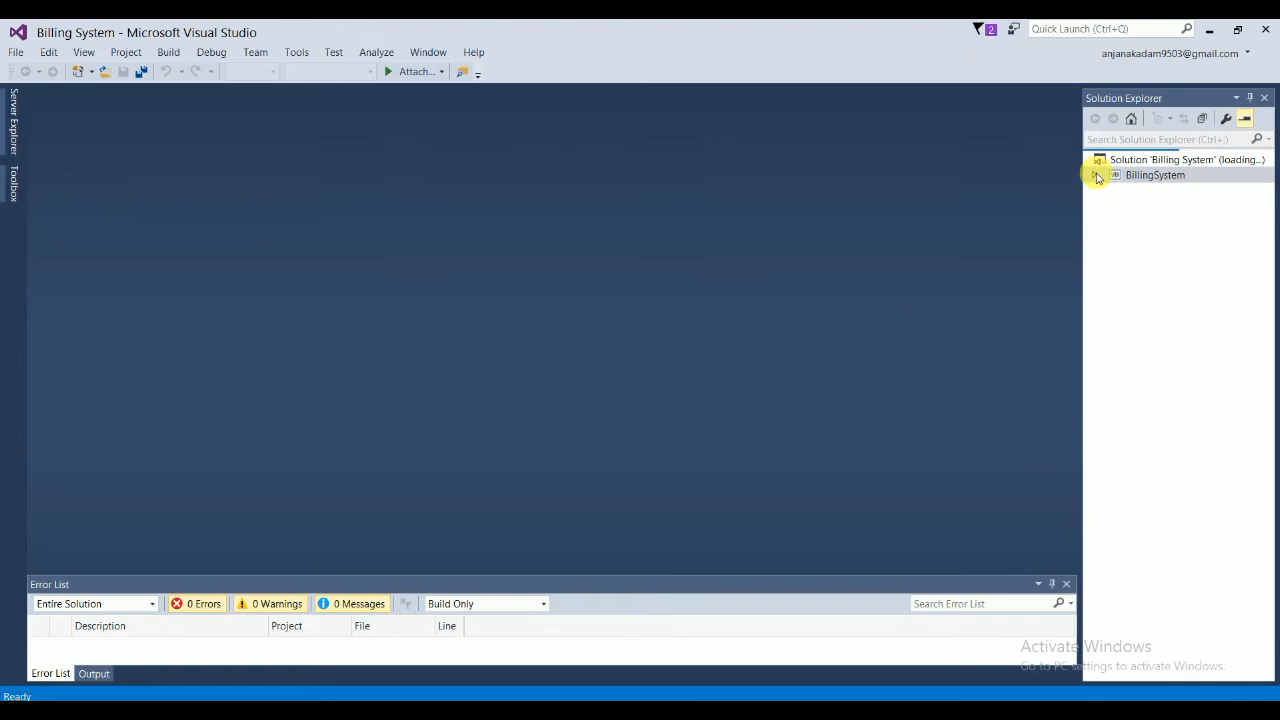 Billing System - Microsoft Visual Studio
2
Quick Launch (Ctrl+Q)
File Edit View Project Build Debug Team Tools Test Analyze Window Help
anjanakadam9503@gmail.com
Attach...
Server Explorer
Toolbox
Solution Explorer
Search Solution Explorer (Ctrl+;)
Solution 'Billing System' (loading...)
VB BillingSystem
Error List
Entire Solution
0 Errors
0 Warnings
0 Messages
Build Only
Search Error List
Description Project File Line
Activate Windows
Go to PC settings to activate Windows.
Error List Output
Ready